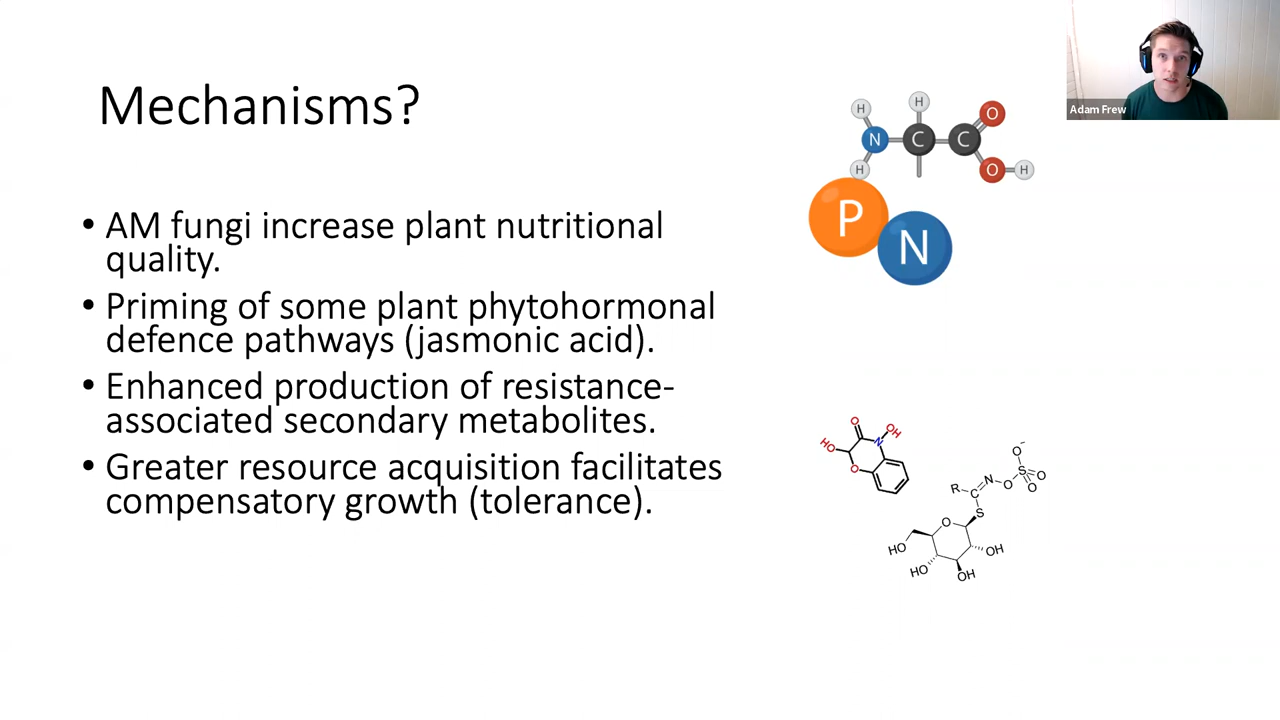 Mechanisms?
• AM fungi increase plant nutritional
quality.
• Priming of some plant phytohormonal
defence pathways (jasmonic acid).
• Enhanced production of resistance-
associated secondary metabolites.
• Greater resource acquisition facilitates
compensatory growth (tolerance).
Adam Frew
H H O
N C C
H O H
P
N
O OH
HO N
O
O⁻
R N O S O
C O
S
O
HO OH
HO OH